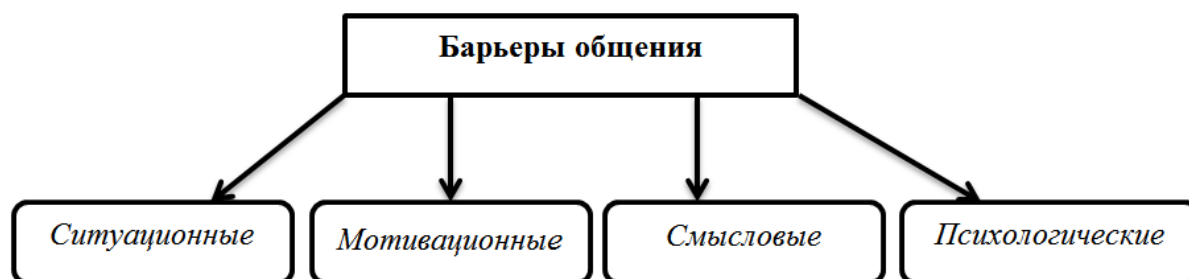 Барьеры общения
Ситуационные
Мотивационные
Смысловые
Психологические